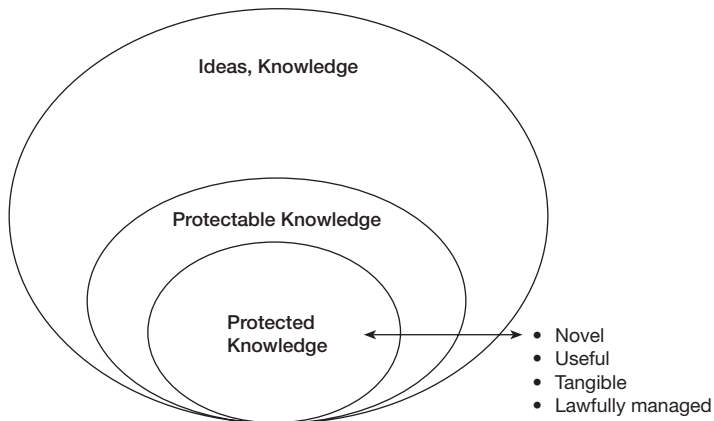 Ideas, Knowledge
Protectable Knowledge
Protected
Knowledge
• Novel
• Useful
• Tangible
• Lawfully managed